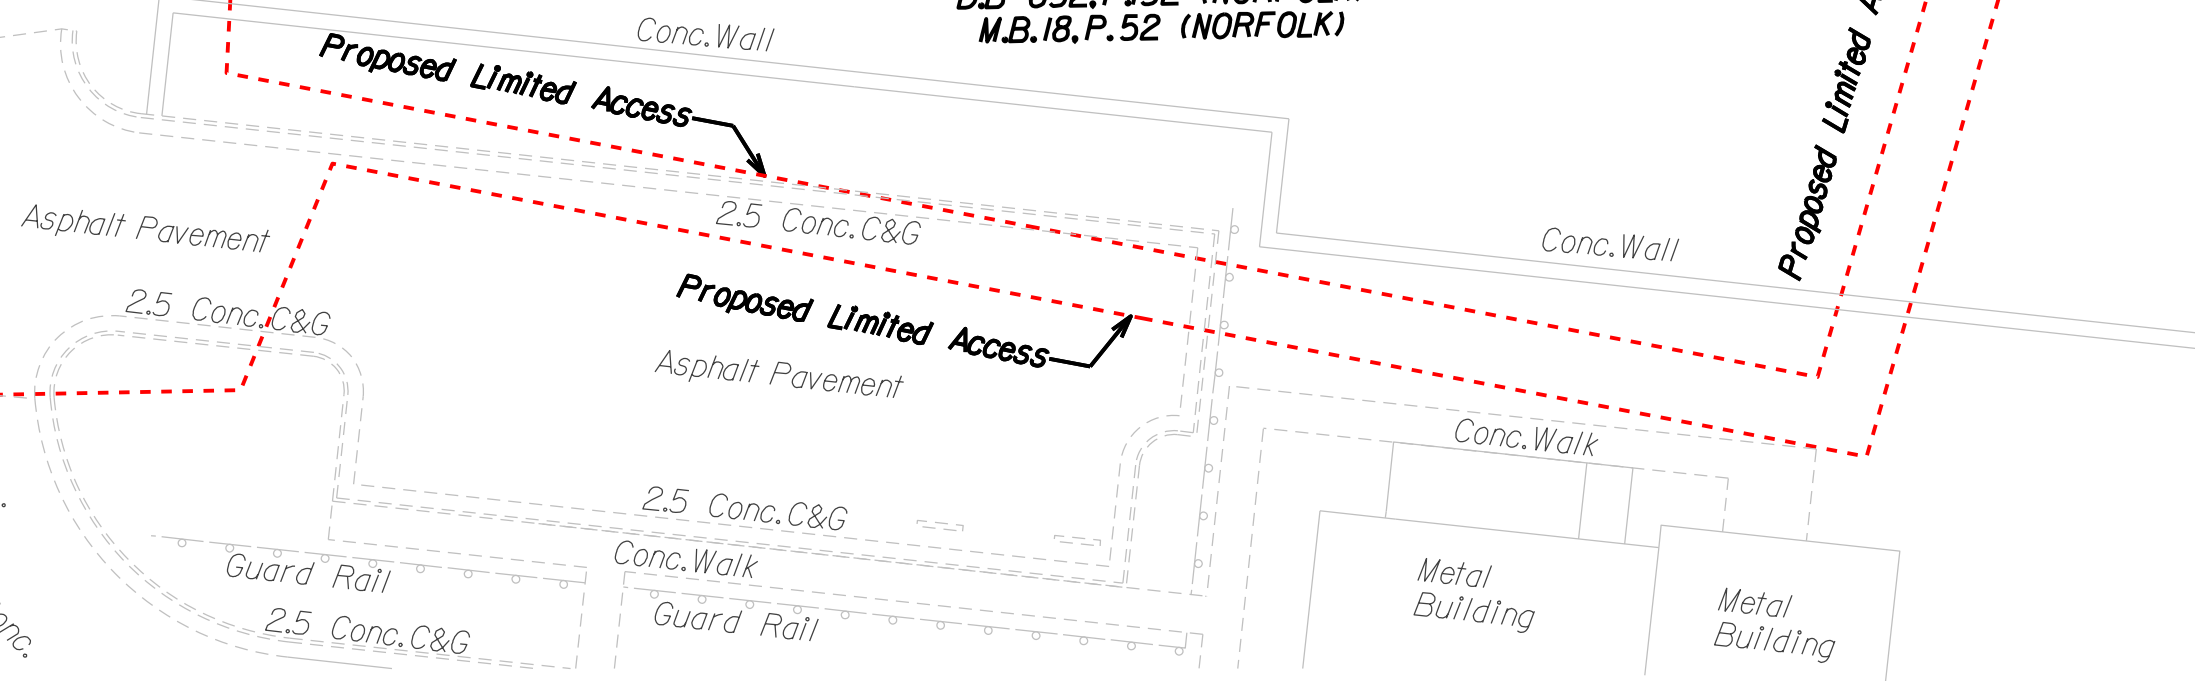 M.B.18,P.52 (NORFOLK)
Conc.Wall
Proposed Limited Access
Proposed Limited
2.5 Conc.C&G
Asphalt Pavement
Conc.Wall
Proposed Limited Access
2.5 Conc.C&G
Asphalt Pavement
Conc.Walk
2.5 Conc.C&G
Conc.Walk
Guard Rail
Metal
Building
Metal
Building
2.5 Conc.C&G
Guard Rail